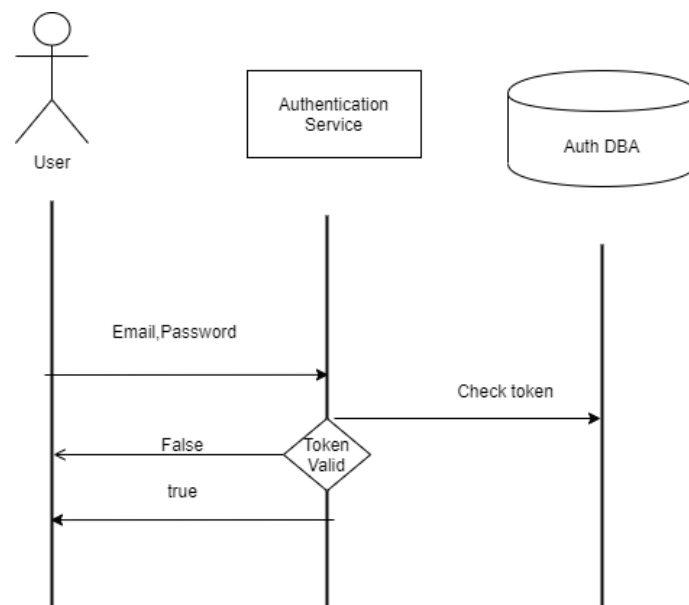 Authentication
Service
Auth DBA
User
Email,Password
Check token
False
Token
Valid
true